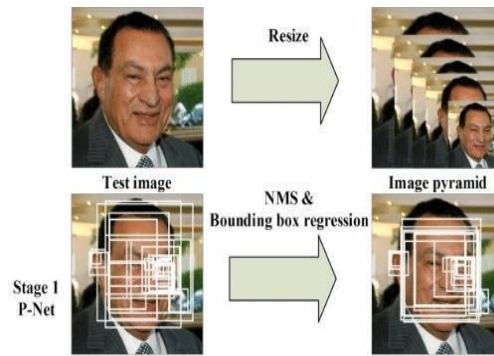 Resize
Test image
Image pyramid
NMS &
Bounding box regression
Stage 1
P-Net